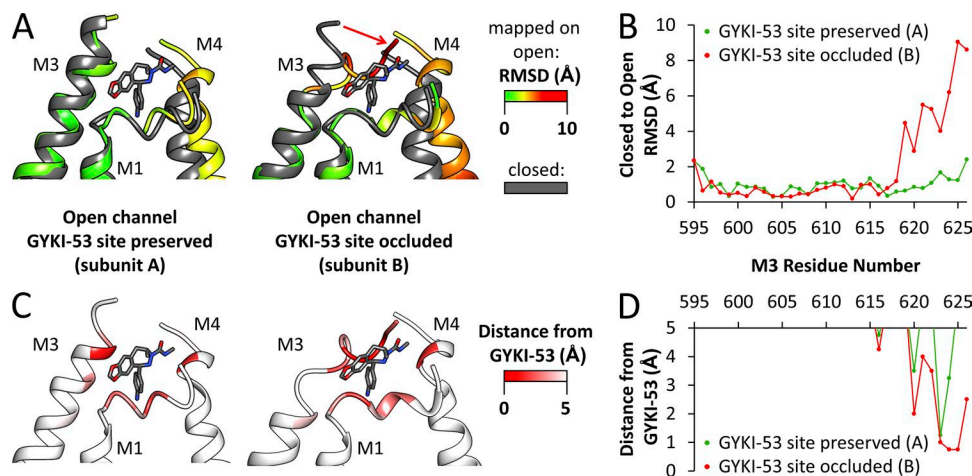 A
M3
M4
M1
Open channel
GYKI-53 site preserved
(subunit A)
M3
M4
M1
Open channel
GYKI-53 site occluded
(subunit B)
mapped on
open:
RMSD (Å)
0 10
closed:
B
Closed to Open
RMSD (Å)
10
8
6
4
2
0
GYKI-53 site preserved (A)
GYKI-53 site occluded (B)
595 600 605 610 615 620 625
M3 Residue Number
C
M3
M4
M1
M3
M4
M1
Distance from
GYKI-53 (Å)
0 5
D
595 600 605 610 615 620 625
Distance from
GYKI-53 (Å)
5
4
3
2
1
0
GYKI-53 site preserved (A)
GYKI-53 site occluded (B)